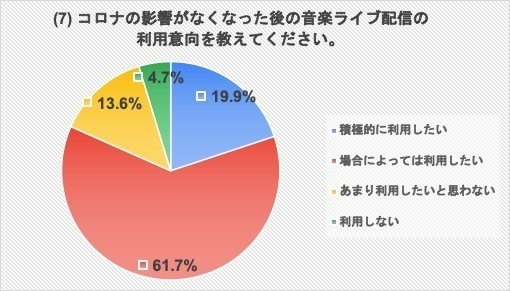 (7) コロナの影響がなくなった後の音楽ライブ配信の
利用意向を教えてください。
4.7%
13.6%
19.9%
積極的に利用したい
場合によっては利用したい
あまり利用したいと思わない
利用しない
61.7%